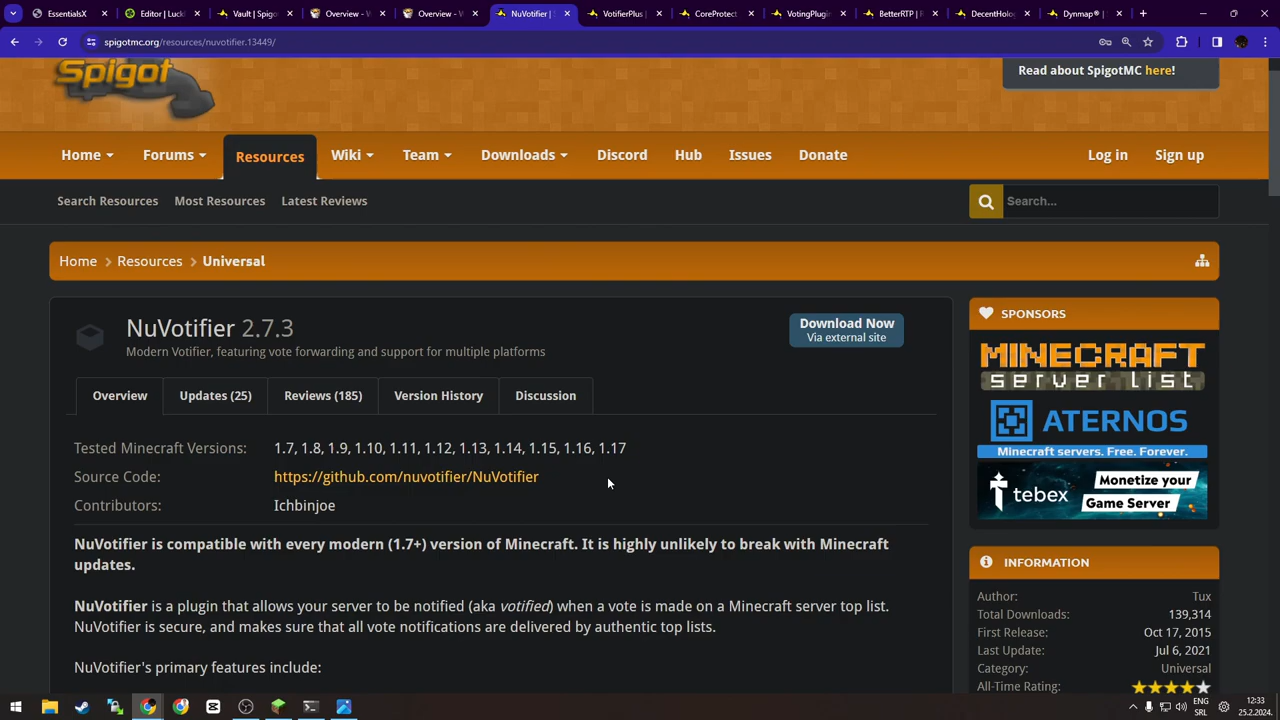 EssentialsX
Editor | Luck
Vault | Spigo
Overview - W
Overview - W
NuVotifier | S
VotifierPlus |
CoreProtect
VotingPlugin
BetterRTP | F
DecentHolog
Dynmap® |
spigotmc.org/resources/nuvotifier.13449/
Spigot
Read about SpigotMC here!
Home
Forums
Resources
Wiki
Team
Downloads
Discord
Hub
Issues
Donate
Log in
Sign up
Search Resources
Most Resources
Latest Reviews
Search...
Home > Resources > Universal
NuVotifier 2.7.3
Modern Votifier, featuring vote forwarding and support for multiple platforms
Download Now
Via external site
Overview
Updates (25)
Reviews (185)
Version History
Discussion
Tested Minecraft Versions: 1.7, 1.8, 1.9, 1.10, 1.11, 1.12, 1.13, 1.14, 1.15, 1.16, 1.17
Source Code: https://github.com/nuvotifier/NuVotifier
Contributors: Ichbinjoe
NuVotifier is compatible with every modern (1.7+) version of Minecraft. It is highly unlikely to break with Minecraft
updates.
NuVotifier is a plugin that allows your server to be notified (aka votified) when a vote is made on a Minecraft server top list.
NuVotifier is secure, and makes sure that all vote notifications are delivered by authentic top lists.
NuVotifier's primary features include:
SPONSORS
MINECRAFT
server list
ATERNOS
Minecraft servers. Free. Forever.
tebex
Monetize your
Game Server
INFORMATION
Author: Tux
Total Downloads: 139,314
First Release: Oct 17, 2015
Last Update: Jul 6, 2021
Category: Universal
All-Time Rating:
ENG
SRL
12:33
25.2.2024.